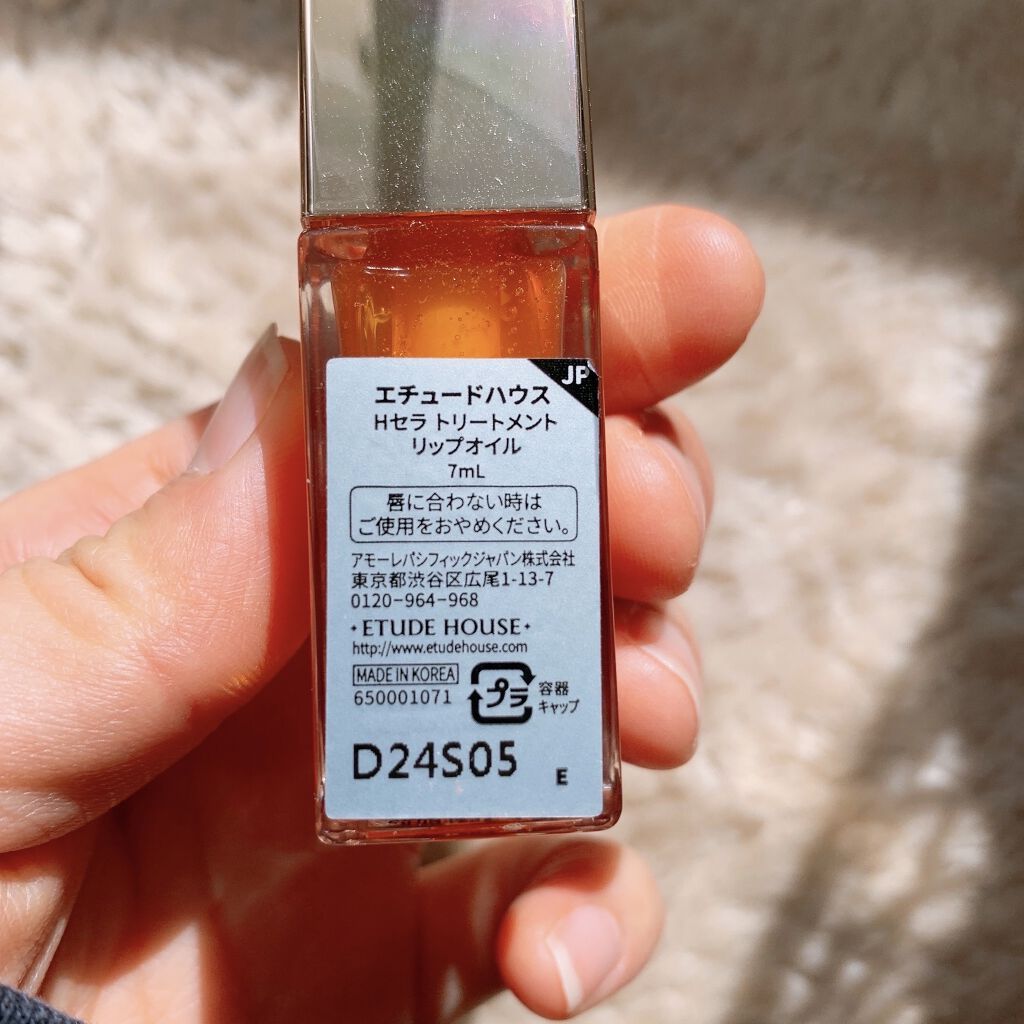 JP
エチュードハウス
Hセラ トリートメント
リップオイル
7mL
唇に合わない時は
ご使用をおやめください。
アモーレパシフィックジャパン株式会社
東京都渋谷区広尾1-13-7
0120-964-968
ETUDE HOUSE
http://www.etudehouse.com
MADE IN KOREA
650001071
プラ
容器
キャップ
D24S05
E